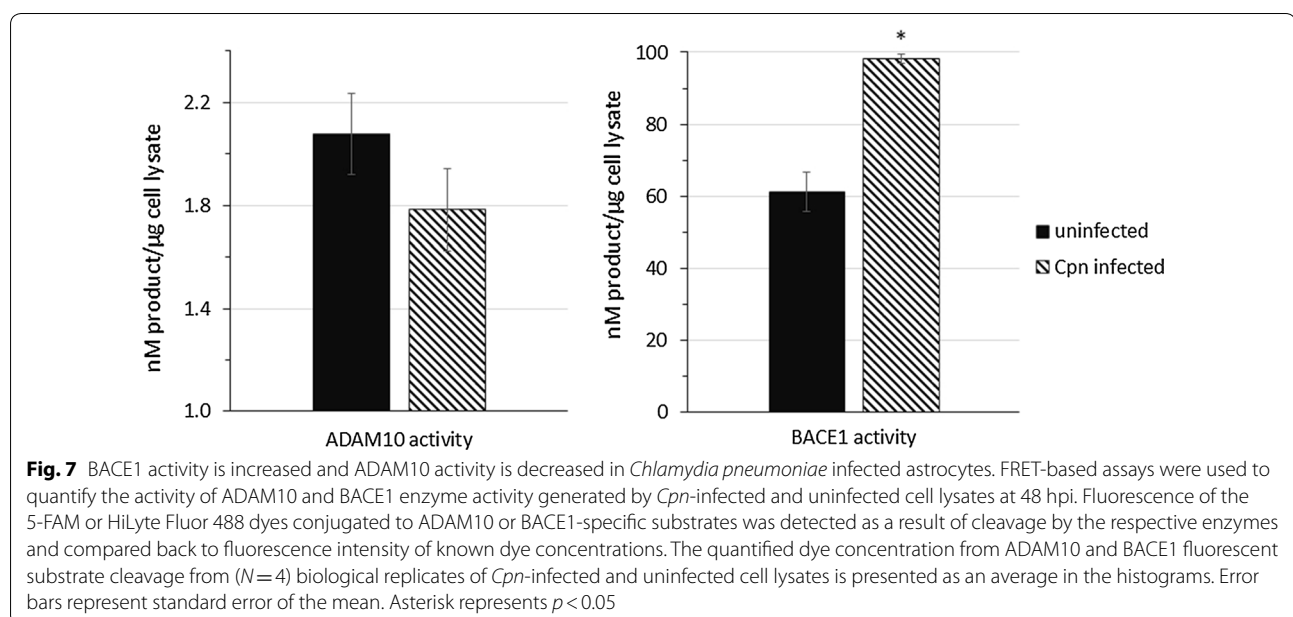 nM product/µg cell lysate
2.2
1.8
1.4
1.0
ADAM10 activity
nM product/µg cell lysate
*
100
80
60
40
20
0
BACE1 activity
uninfected
Cpn infected
Fig. 7 BACE1 activity is increased and ADAM10 activity is decreased in Chlamydia pneumoniae infected astrocytes. FRET-based assays were used to
quantify the activity of ADAM10 and BACE1 enzyme activity generated by Cpn-infected and uninfected cell lysates at 48 hpi. Fluorescence of the
5-FAM or HiLyte Fluor 488 dyes conjugated to ADAM10 or BACE1-specific substrates was detected as a result of cleavage by the respective enzymes
and compared back to fluorescence intensity of known dye concentrations. The quantified dye concentration from ADAM10 and BACE1 fluorescent
substrate cleavage from (N = 4) biological replicates of Cpn-infected and uninfected cell lysates is presented as an average in the histograms. Error
bars represent standard error of the mean. Asterisk represents p < 0.05